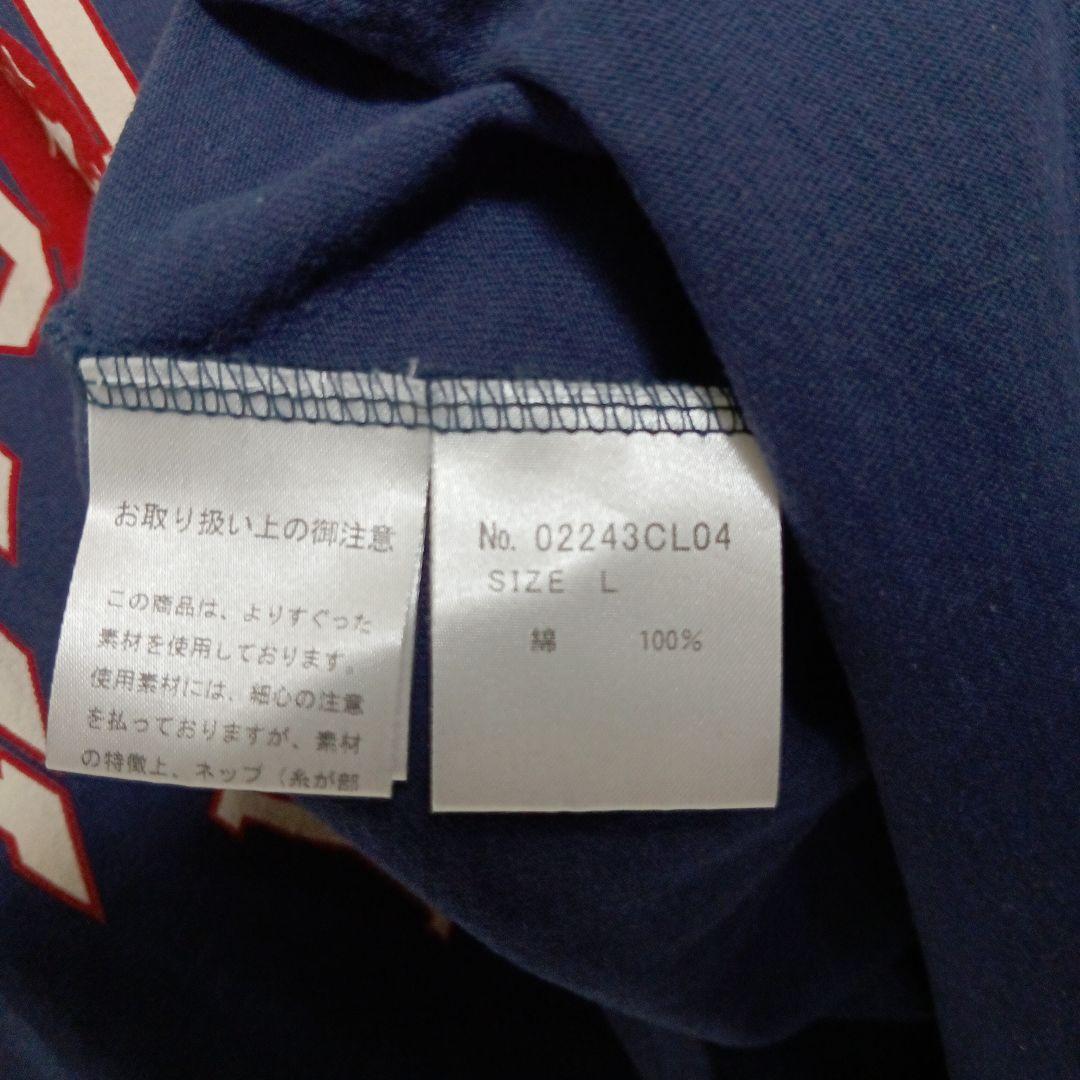 お取り扱い上の御注意
この商品は、よりすぐった
素材を使用しております。
使用素材には、細心の注意
を払っておりますが、素材
の特徴上、ネップ（糸が部
No. 02243CL04
SIZE L
綿 100%